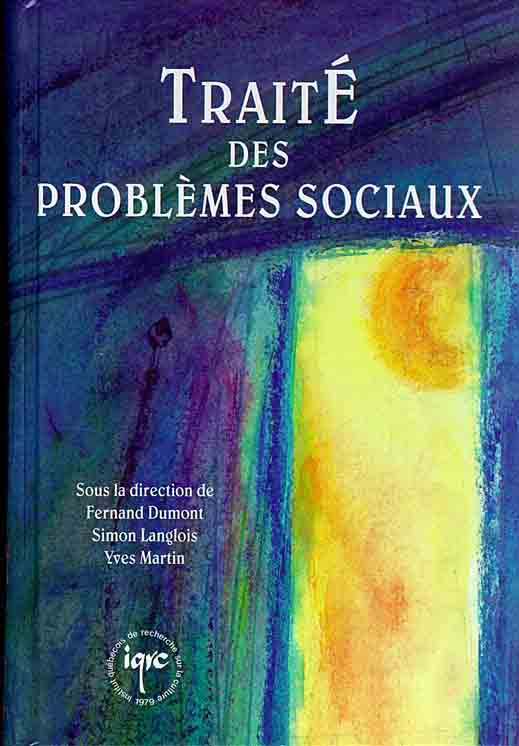 TRAITÉ
DES
PROBLÈMES SOCIAUX
Sous la direction de
Fernand Dumont
Simon Langlois
Yves Martin
iqrc
Institut québécois de recherche sur la culture
1979